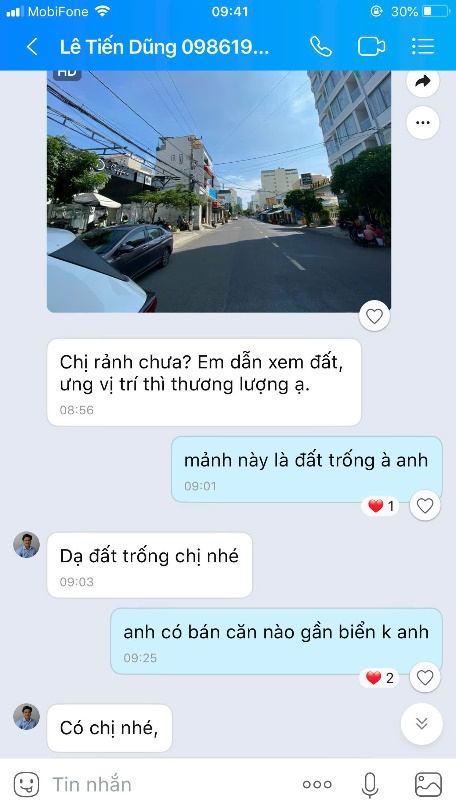 MobiFone
09:41
30%
Lê Tiến Dũng 098619...
HD
Chị rảnh chưa? Em dẫn xem đất,
ưng vị trí thì thương lượng ạ.
08:56
mảnh này là đất trống à anh
09:01
1
Dạ đất trống chị nhé
09:03
anh có bán căn nào gần biển k anh
09:25
2
Có chị nhé,
Tin nhắn